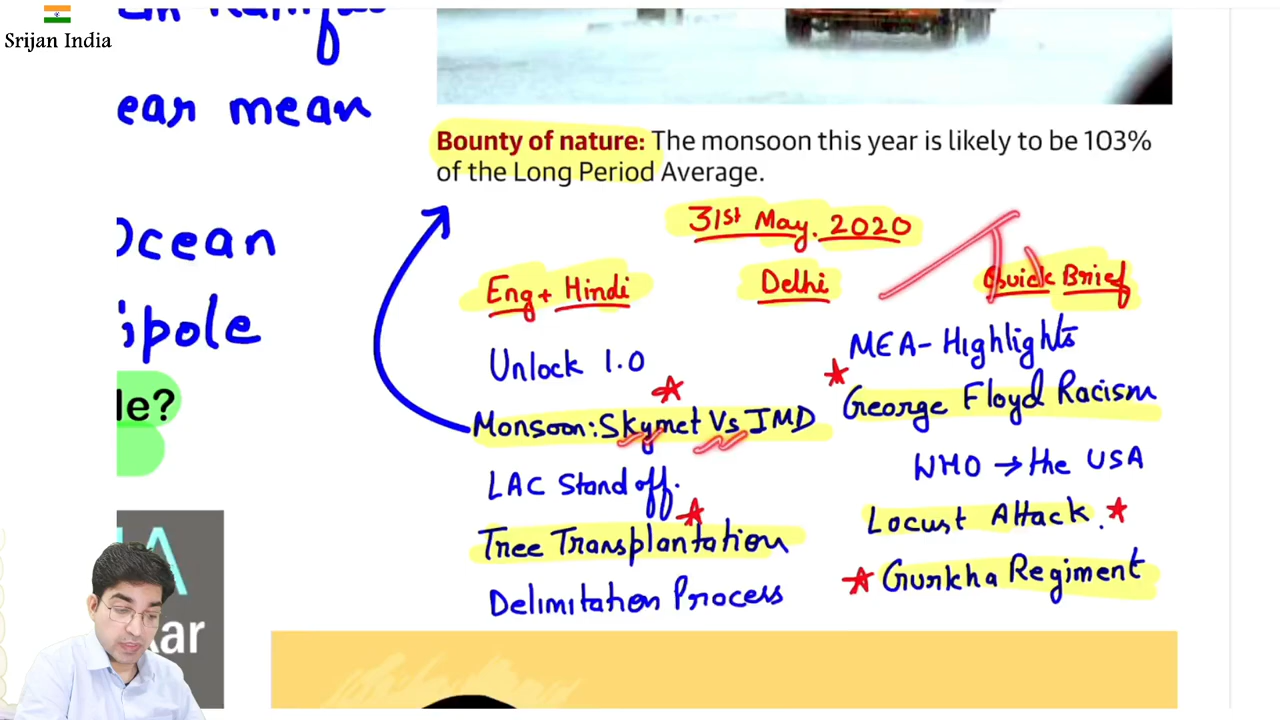 Srijan India
ear mean
Ocean
ipole
le?
kar
Bounty of nature: The monsoon this year is likely to be 103%
of the Long Period Average.
31st May. 2020
Eng + Hindi
Delhi
Quick Brief
Unlock 1.0
Monsoon: Skymet Vs IMD
LAC Stand off.
Tree Transplantation
Delimitation Process
MEA- Highlights
George Floyd Racism
WHO → the USA
Locust Attack.
Gurkha Regiment